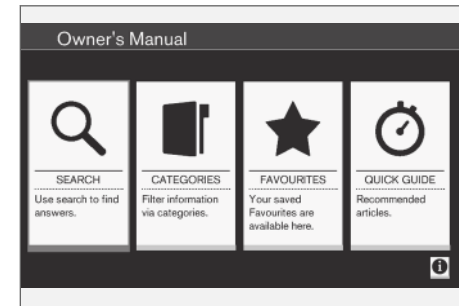 Owner's Manual
SEARCH
Use search to find
answers.
CATEGORIES
Filter information
via categories.
FAVOURITES
Your saved
Favourites are
available here.
QUICK GUIDE
Recommended
articles.